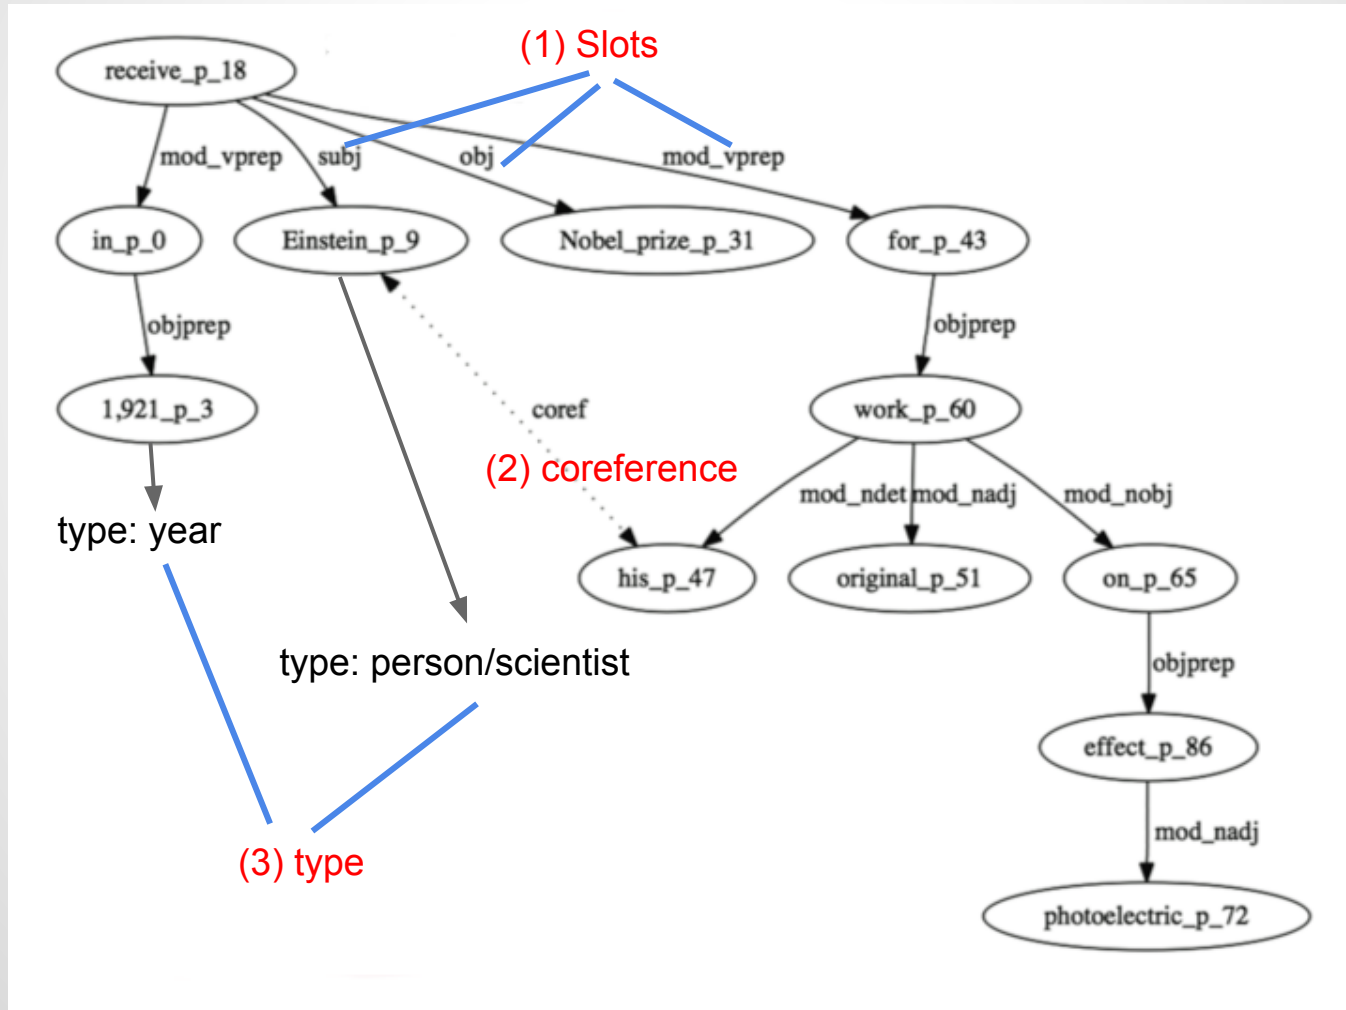 (1) Slots
receive_p_18
mod_vprep
subj
obj
mod_vprep
in_p_0
Einstein_p_9
Nobel_prize_p_31
for_p_43
objprep
objprep
1,921_p_3
coref
work_p_60
(2) coreference
mod_ndet
mod_nadj
mod_nobj
type: year
his_p_47
original_p_51
on_p_65
type: person/scientist
objprep
effect_p_86
mod_nadj
(3) type
photoelectric_p_72